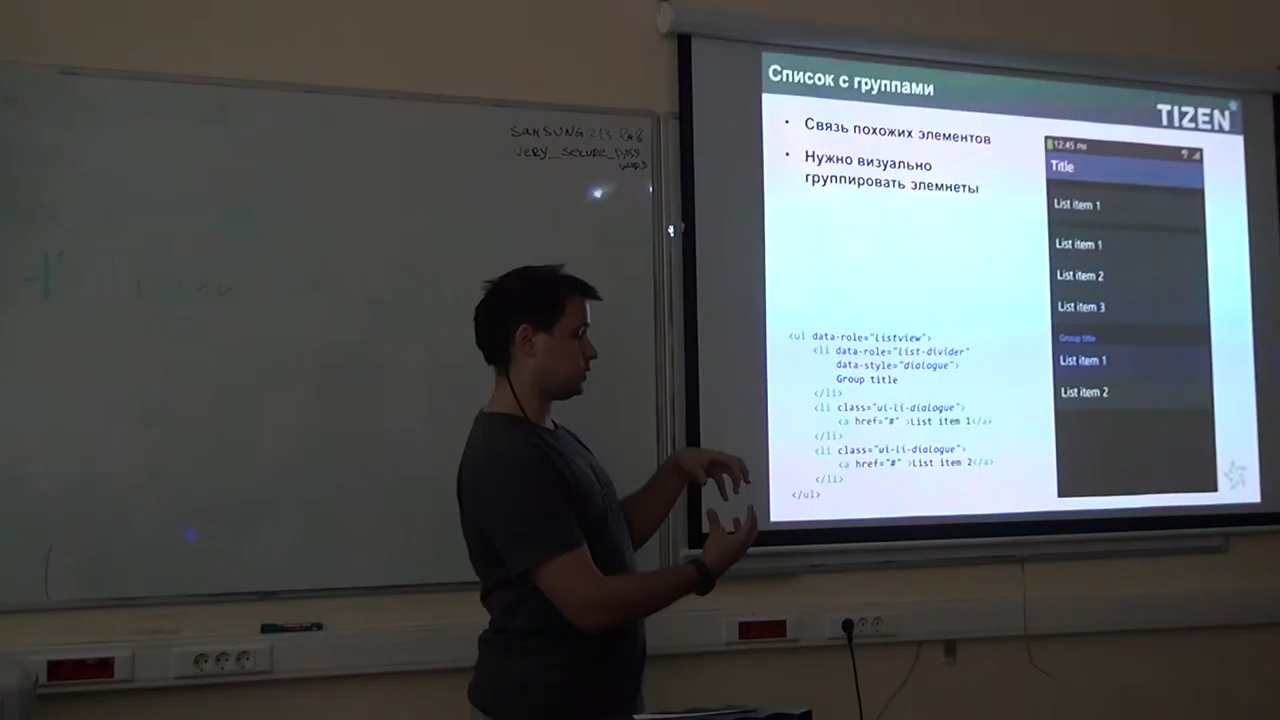 SAMSUNG
very_secure_pass
word
Список с группами
TIZEN
• Связь похожих элементов
• Нужно визуально
группировать элемнеты
<ul data-role="listview">
<li data-role="list-divider"
data-style="dialogue">
Group title
</li>
<li class="ui-li-dialogue">
<a href="#" >List item 1</a>
</li>
<li class="ui-li-dialogue">
<a href="#" >List item 2</a>
</li>
</ul>
12:45 PM
Title
List item 1
List item 1
List item 2
List item 3
Group title
List item 1
List item 2